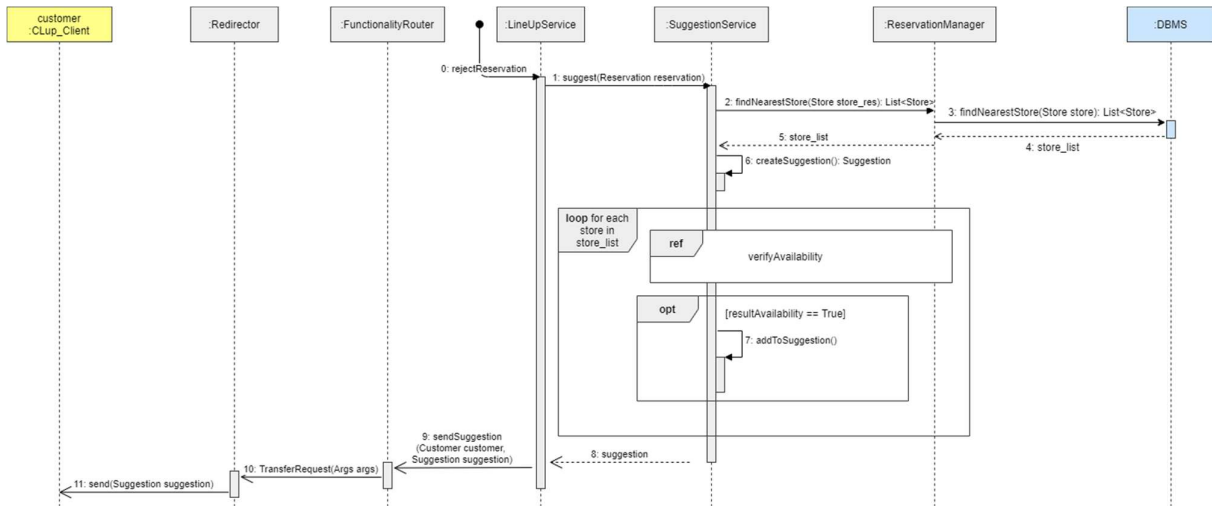 customer
:CLup_Client
:Redirector
:FunctionalityRouter
:LineUpService
:SuggestionService
:ReservationManager
:DBMS
0: rejectReservation
1: suggest(Reservation reservation)
2: findNearestStore(Store store_res): List<Store>
3: findNearestStore(Store store): List<Store>
5: store_list
4: store_list
6: createSuggestion(): Suggestion
loop for each
store in
store_list
ref
verifyAvailability
opt
[resultAvailability == True]
7: addToSuggestion()
9: sendSuggestion
(Customer customer,
Suggestion suggestion)
8: suggestion
10: TransferRequest(Args args)
11: send(Suggestion suggestion)